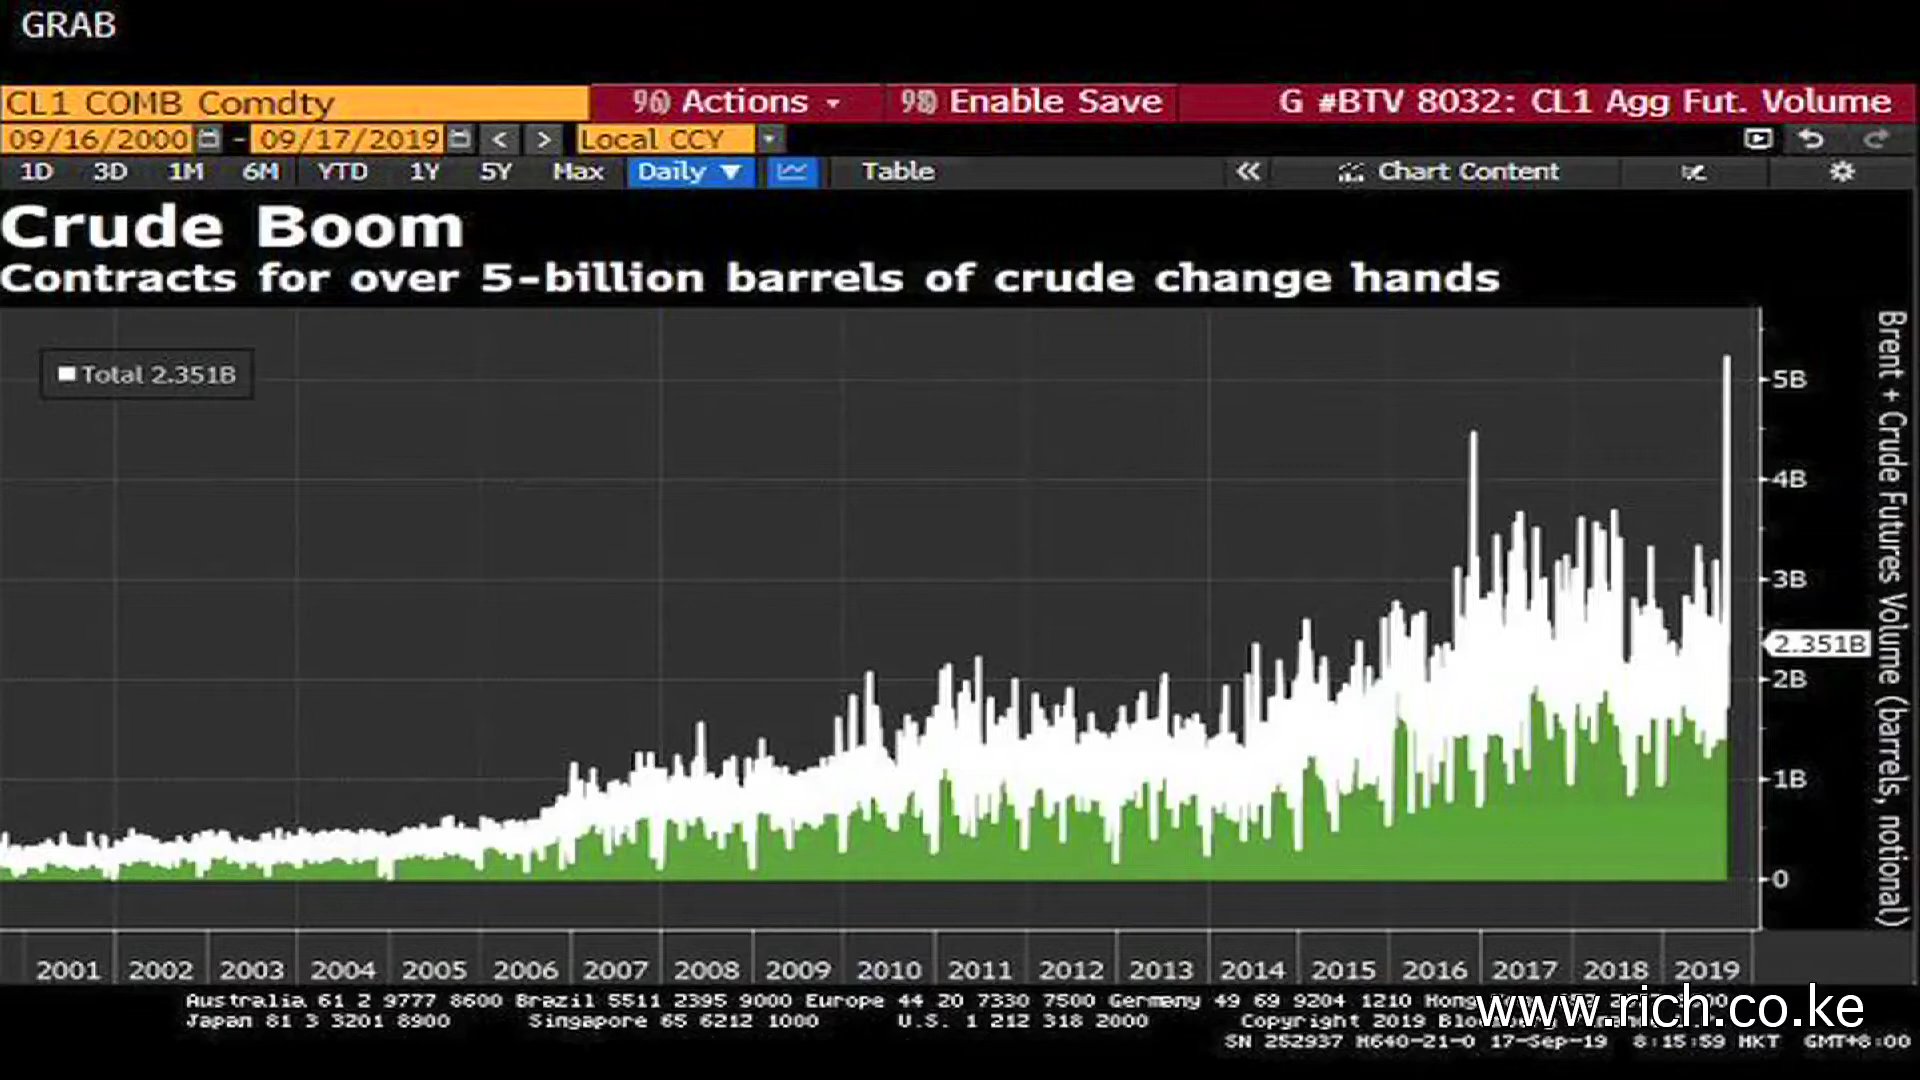 GRAB
CL1 COMB Comdty 96) Actions 98) Enable Save G #BTV 8032: CL1 Agg Fut. Volume
09/16/2000 - 09/17/2019 < > Local CCY
1D 3D 1M 6M YTD 1Y 5Y Max Daily ▼ Table « Chart Content
Crude Boom
Contracts for over 5-billion barrels of crude change hands
Total 2.351B
5B
4B
3B
2.351B
2B
1B
0
Brent + Crude Futures Volume (barrels, notional)
2001 2002 2003 2004 2005 2006 2007 2008 2009 2010 2011 2012 2013 2014 2015 2016 2017 2018 2019
Australia 61 2 9777 8600 Brazil 5511 2395 9000 Europe 44 20 7330 7500 Germany 49 69 9204 1210 Hong
Japan 81 3 3201 8900 Singapore 65 6212 1000 U.S. 1 212 318 2000 Copyright 2019
www.rich.co.ke
SN 252937 H640-21-0 17-Sep-19 8:15:59 HKT GMT+8:00